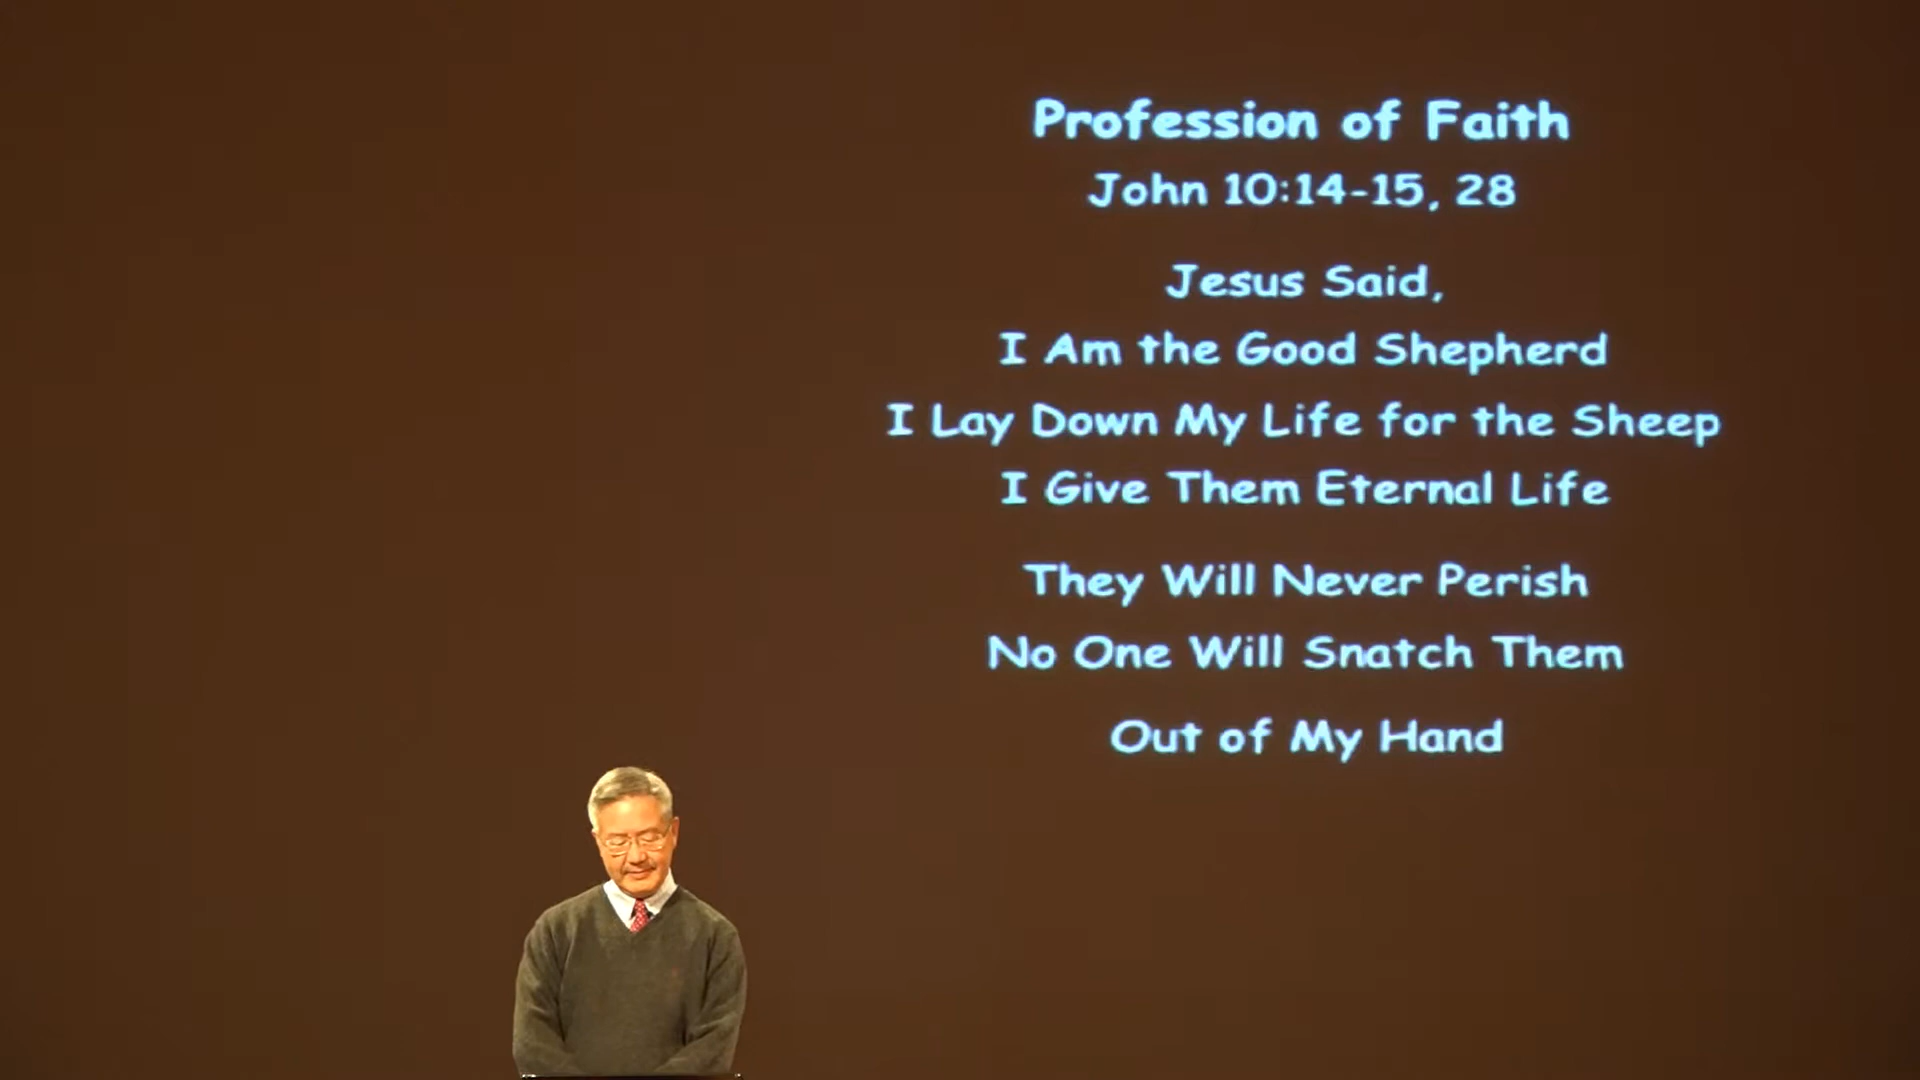 Profession of Faith
John 10:14-15, 28
Jesus Said,
I Am the Good Shepherd
I Lay Down My Life for the Sheep
I Give Them Eternal Life
They Will Never Perish
No One Will Snatch Them
Out of My Hand